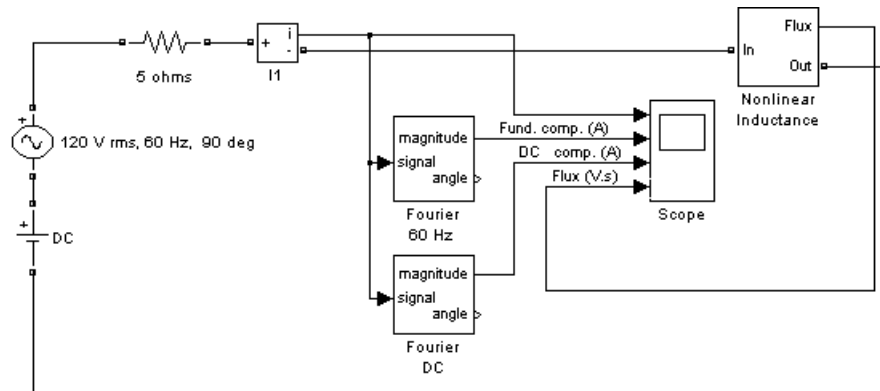 i
+
-
I1
5 ohms
Flux
In
Out
Nonlinear
Inductance
+
120 V rms, 60 Hz, 90 deg
magnitude
signal
angle
Fourier
60 Hz
Fund. comp. (A)
DC comp. (A)
Flux (V.s)
Scope
+
DC
magnitude
signal
angle
Fourier
DC